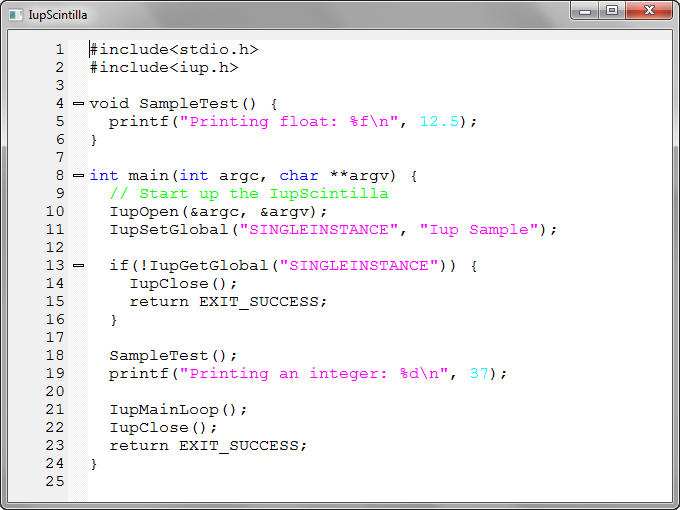 IupScintilla
1 #include<stdio.h>
2 #include<iup.h>
3
4 void SampleTest() {
5   printf("Printing float: %f\n", 12.5);
6 }
7
8 int main(int argc, char **argv) {
9   // Start up the IupScintilla
10   IupOpen(&argc, &argv);
11   IupSetGlobal("SINGLEINSTANCE", "Iup Sample");
12
13   if(!IupGetGlobal("SINGLEINSTANCE")) {
14     IupClose();
15     return EXIT_SUCCESS;
16   }
17
18   SampleTest();
19   printf("Printing an integer: %d\n", 37);
20
21   IupMainLoop();
22   IupClose();
23   return EXIT_SUCCESS;
24 }
25